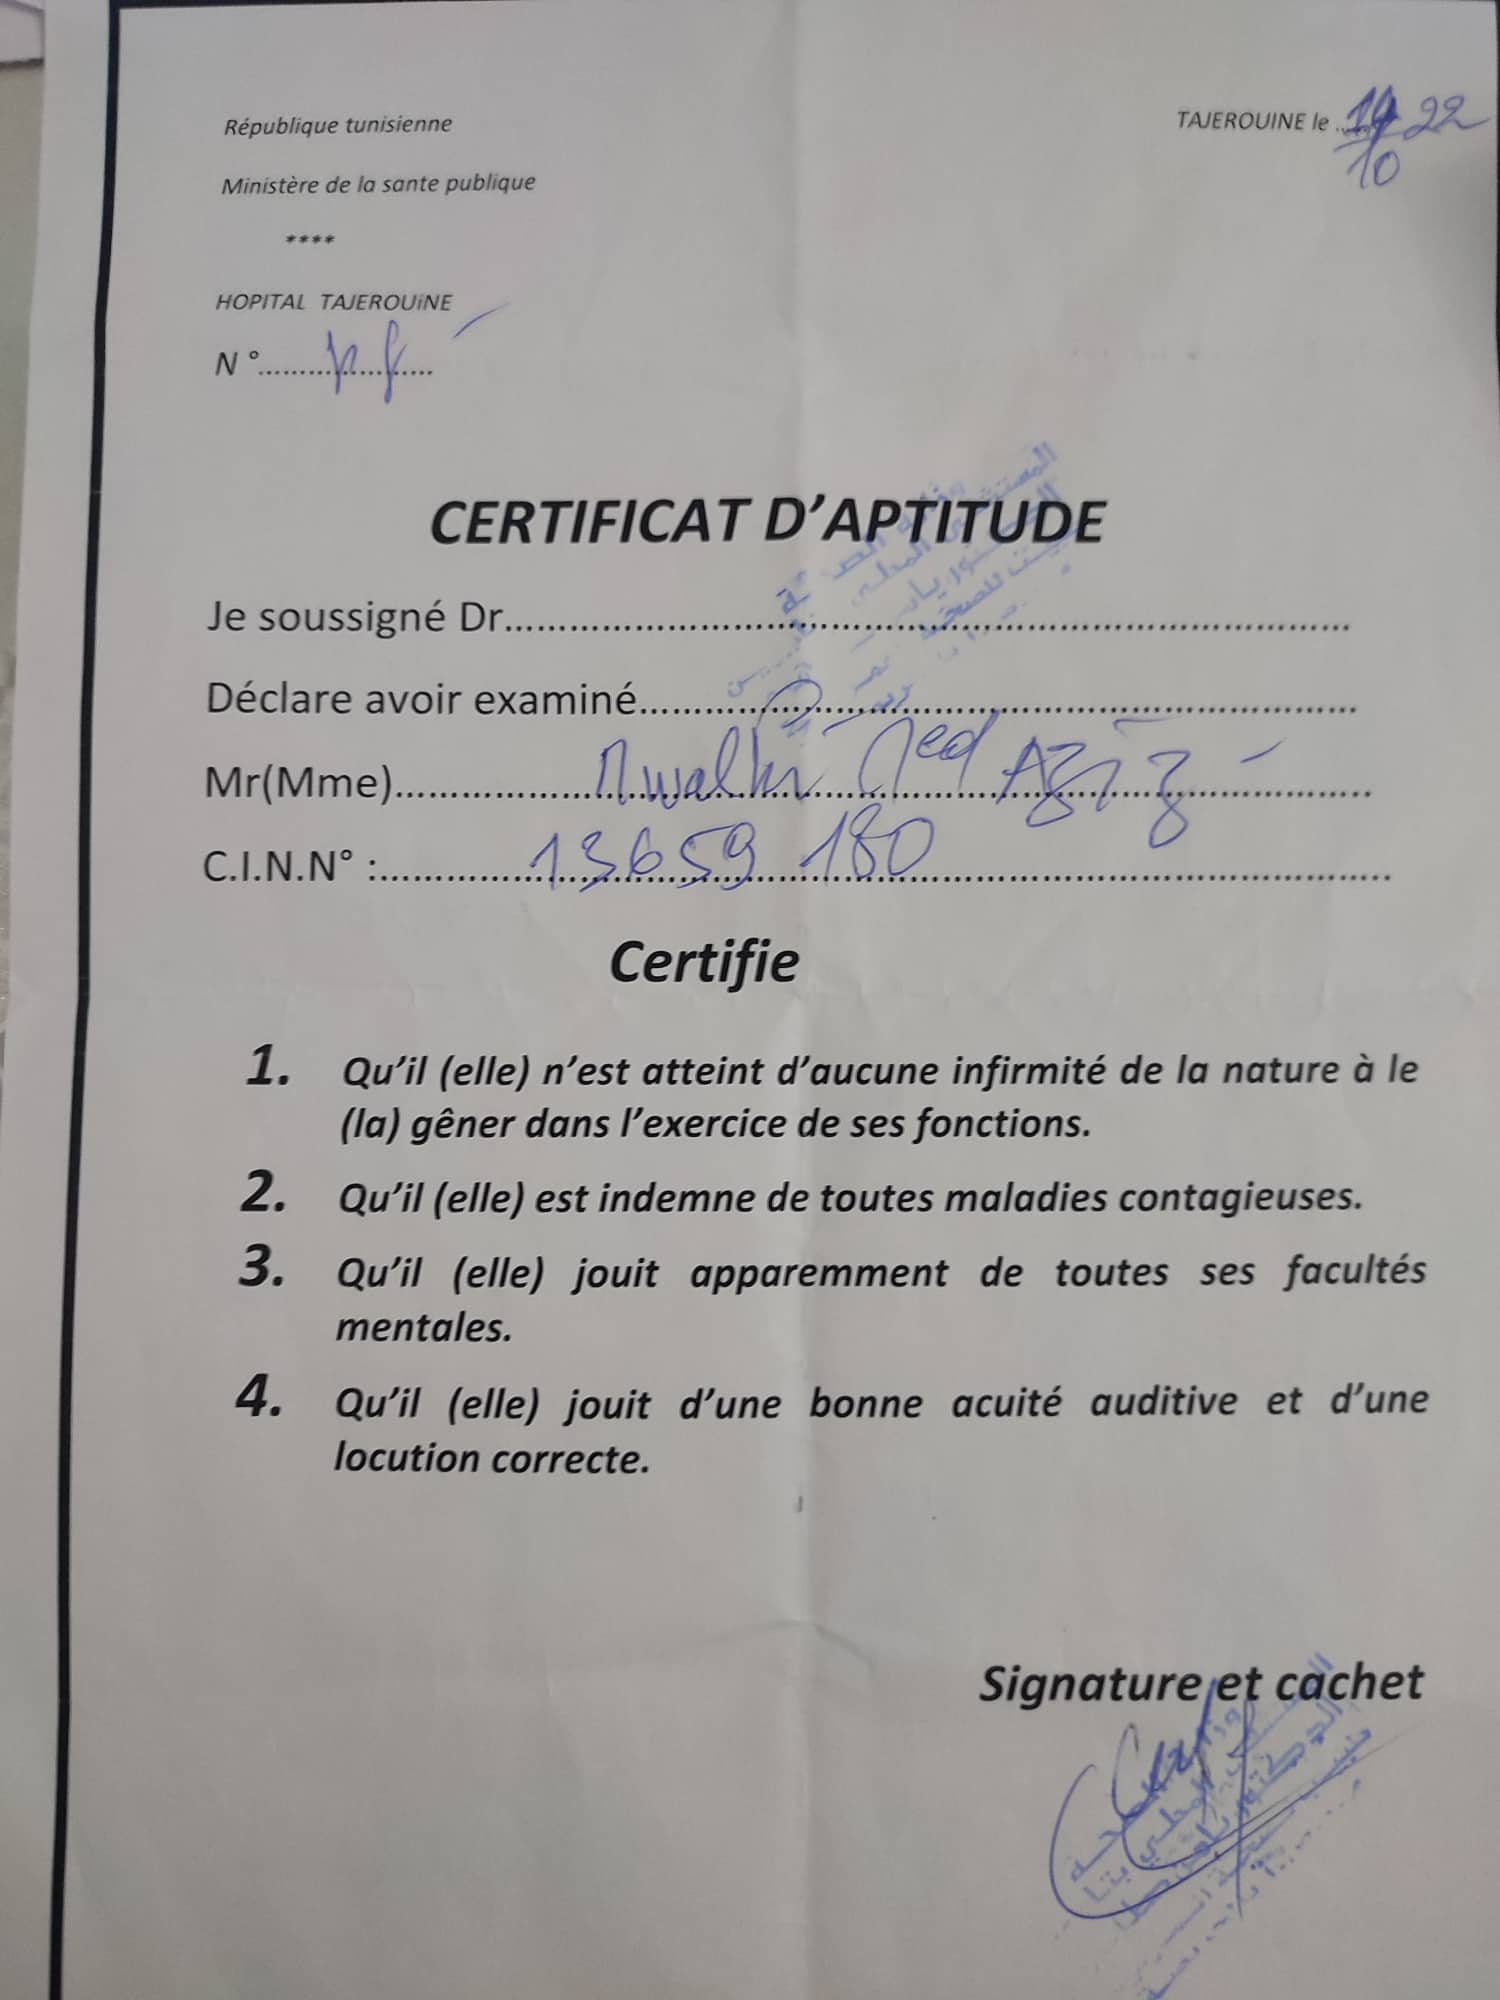 République tunisienne
TAJEROUINE le 22
10
Ministère de la sante publique
****
HOPITAL TAJEROUiNE
N °....................
CERTIFICAT D'APTITUDE
Je soussigné Dr....................
Déclare avoir examiné....................
Mr(Mme).................... Med Aziz
C.I.N.N° :.................... 13659 180
Certifie
1. Qu'il (elle) n'est atteint d'aucune infirmité de la nature à le
(la) gêner dans l'exercice de ses fonctions.
2. Qu'il (elle) est indemne de toutes maladies contagieuses.
3. Qu'il (elle) jouit apparemment de toutes ses facultés
mentales.
4. Qu'il (elle) jouit d'une bonne acuité auditive et d'une
locution correcte.
Signature et cachet